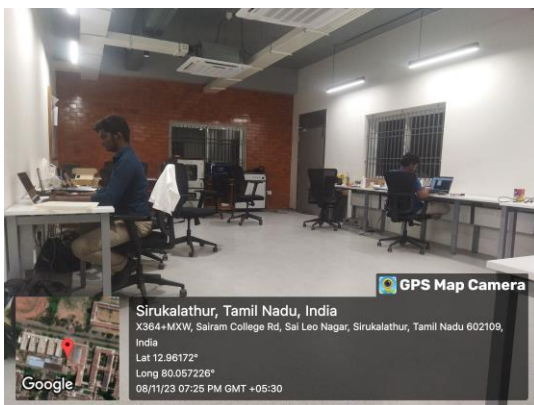 GPS Map Camera
Sirukalathur, Tamil Nadu, India
X364+MXW, Sairam College Rd, Sai Leo Nagar, Sirukalathur, Tamil Nadu 602109,
India
Lat 12.96172°
Long 80.057226°
08/11/23 07:25 PM GMT +05:30
Google